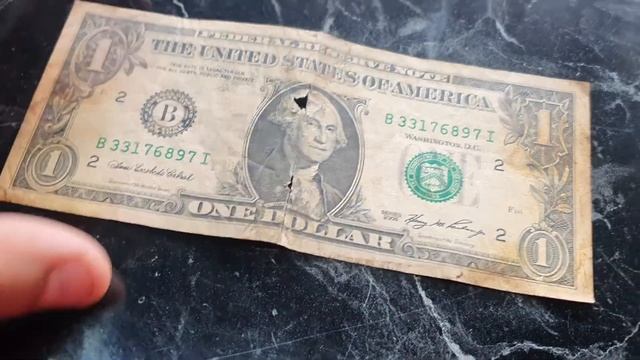 FEDERAL RESERVE NOTE
THE UNITED STATES OF AMERICA
1
1
THIS NOTE IS LEGAL TENDER
FOR ALL DEBTS, PUBLIC AND PRIVATE
2
B
B 33176897 I
B 33176897 I
WASHINGTON, D.C.
2
2
1
SERIES
2
ONE DOLLAR
1